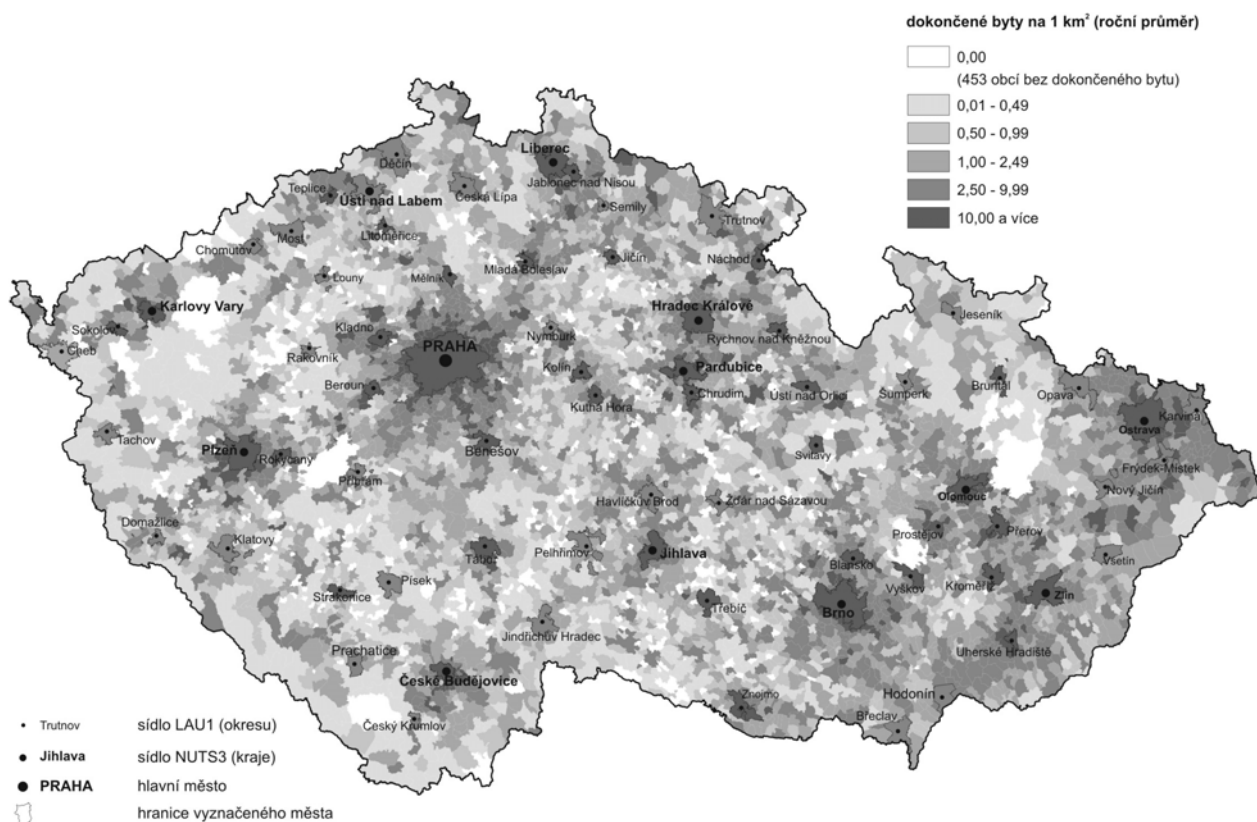 dokončené byty na 1 km² (roční průměr)
0,00
(453 obcí bez dokončeného bytu)
0,01 - 0,49
0,50 - 0,99
1,00 - 2,49
2,50 - 9,99
10,00 a více
Děčín
Liberec
Jablonec nad Nisou
Teplice
Ústí nad Labem
Česká Lípa
Semily
Trutnov
Litoměřice
Most
Chomutov
Louny
Mělník
Mladá Boleslav
Jičín
Náchod
Karlovy Vary
Sokolov
Cheb
Kladno
PRAHA
Nymburk
Hradec Králové
Rychnov nad Kněžnou
Jeseník
Rakovník
Beroun
Kolín
Pardubice
Chrudim
Kutná Hora
Ústí nad Orlicí
Šumperk
Bruntál
Opava
Karviná
Ostrava
Tachov
Plzeň
Rokycany
Benešov
Svitavy
Frýdek-Místek
Příbram
Havlíčkův Brod
Žďár nad Sázavou
Olomouc
Nový Jičín
Domažlice
Klatovy
Tábor
Pelhřimov
Jihlava
Prostějov
Přerov
Blansko
Vsetín
Písek
Strakonice
Třebíč
Brno
Vyškov
Kroměříž
Zlín
Jindřichův Hradec
Uherské Hradiště
Prachatice
České Budějovice
Znojmo
Hodonín
Břeclav
Český Krumlov
Trutnov sídlo LAU1 (okresu)
Jihlava sídlo NUTS3 (kraje)
PRAHA hlavní město
hranice vyznačeného města